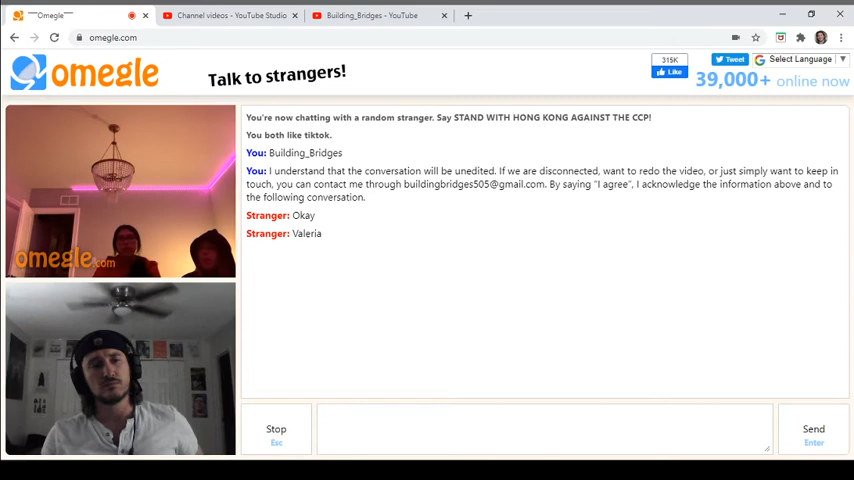 "Omegle"
Channel videos - YouTube Studio
Building_Bridges - YouTube
omegle.com
omegle
Talk to strangers!
315K
Like
Tweet
Select Language
39,000+ online now
You're now chatting with a random stranger. Say STAND WITH HONG KONG AGAINST THE CCP!
You both like tiktok.
You: Building_Bridges
You: I understand that the conversation will be unedited. If we are disconnected, want to redo the video, or just simply want to keep in
touch, you can contact me through buildingbridges505@gmail.com. By saying "I agree", I acknowledge the information above and to
the following conversation.
Stranger: Okay
Stranger: Valeria
omegle.com
Stop
Esc
Send
Enter